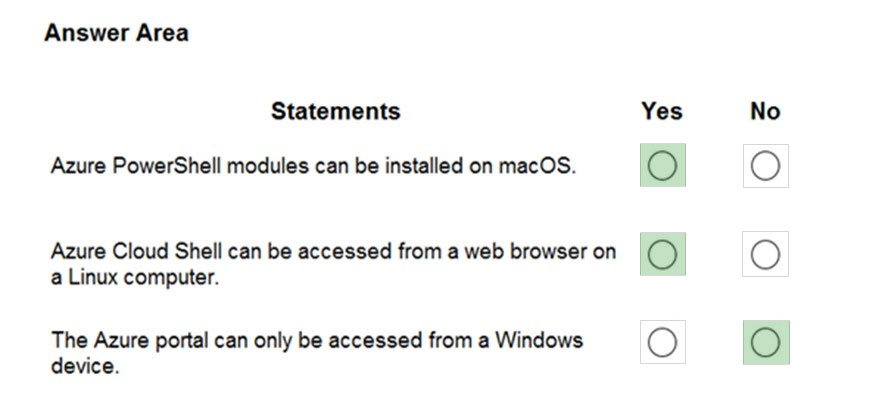 Answer Area
Statements Yes No
Azure PowerShell modules can be installed on macOS.
Azure Cloud Shell can be accessed from a web browser on
a Linux computer.
The Azure portal can only be accessed from a Windows
device.